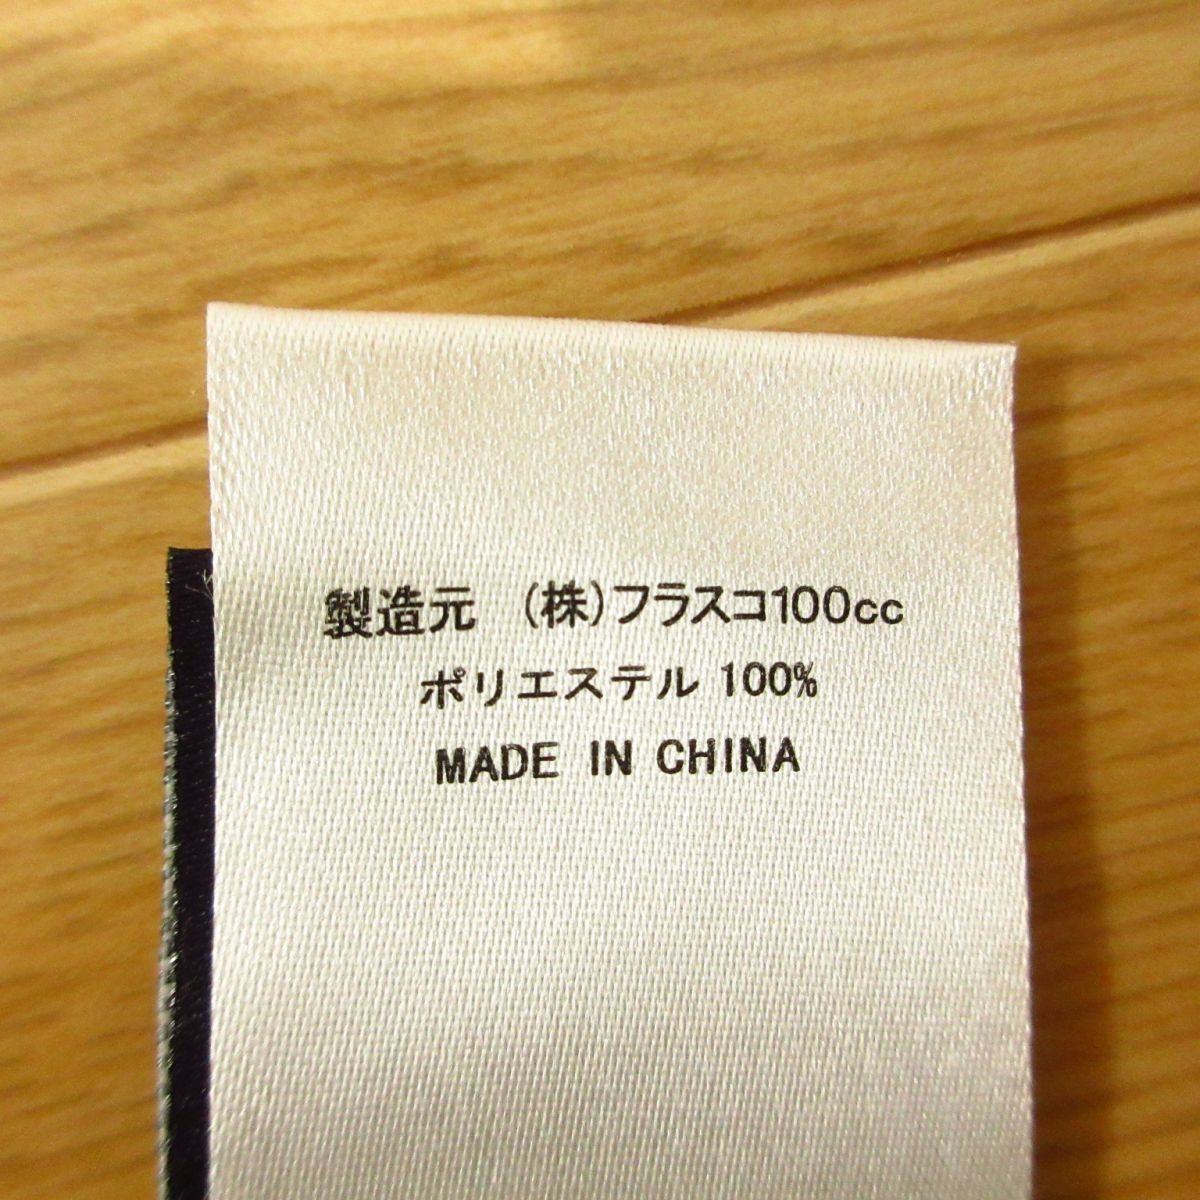 製造元 (株)フラスコ100cc
ポリエステル 100%
MADE IN CHINA